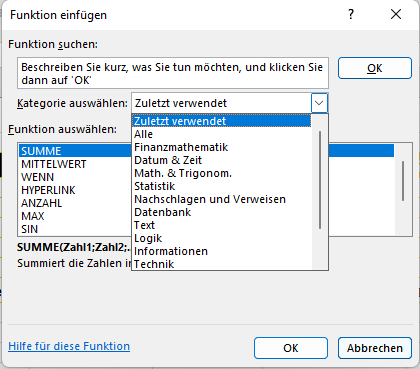 Funktion einfügen
Funktion suchen:
Beschreiben Sie kurz, was Sie tun möchten, und klicken Sie
dann auf 'OK'
OK
Kategorie auswählen:
Zuletzt verwendet
Zuletzt verwendet
Alle
Finanzmathematik
Datum & Zeit
Math. & Trigonom.
Statistik
Nachschlagen und Verweisen
Datenbank
Text
Logik
Informationen
Technik
Funktion auswählen:
SUMME
MITTELWERT
WENN
HYPERLINK
ANZAHL
MAX
SIN
SUMME(Zahl1;Zahl2;..
Summiert die Zahlen in
Hilfe für diese Funktion
OK
Abbrechen